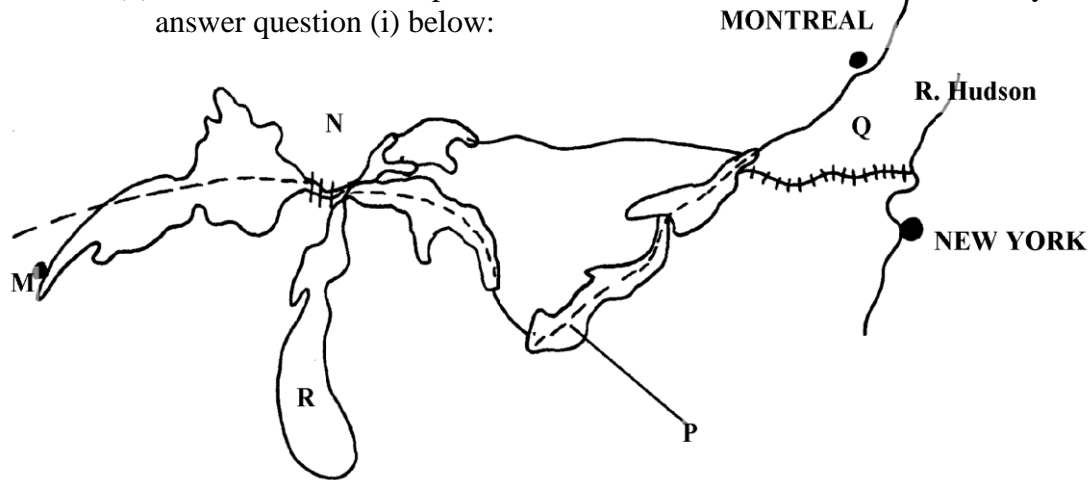 answer question (i) below:
MONTREAL
R. Hudson
N
Q
NEW YORK
M
R
P